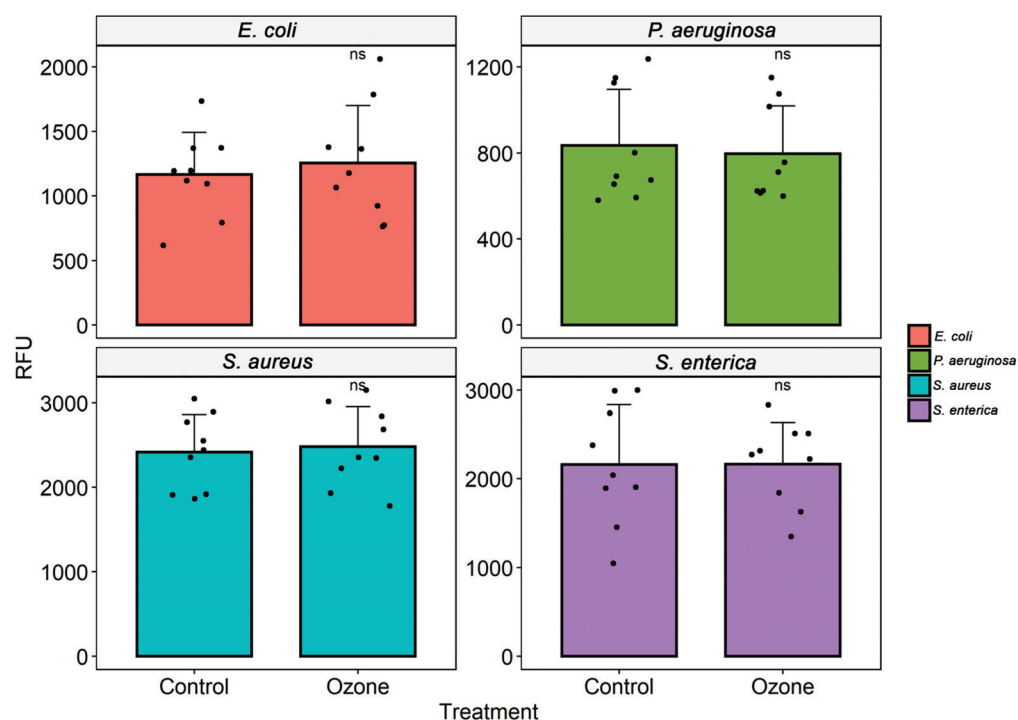 E. coli
P. aeruginosa
ns
ns
2000
1500
1000
500
0
1200
800
400
0
RFU
S. aureus
S. enterica
ns
ns
3000
2000
1000
0
3000
2000
1000
0
Control
Ozone
Control
Ozone
Treatment
E. coli
P. aeruginosa
S. aureus
S. enterica